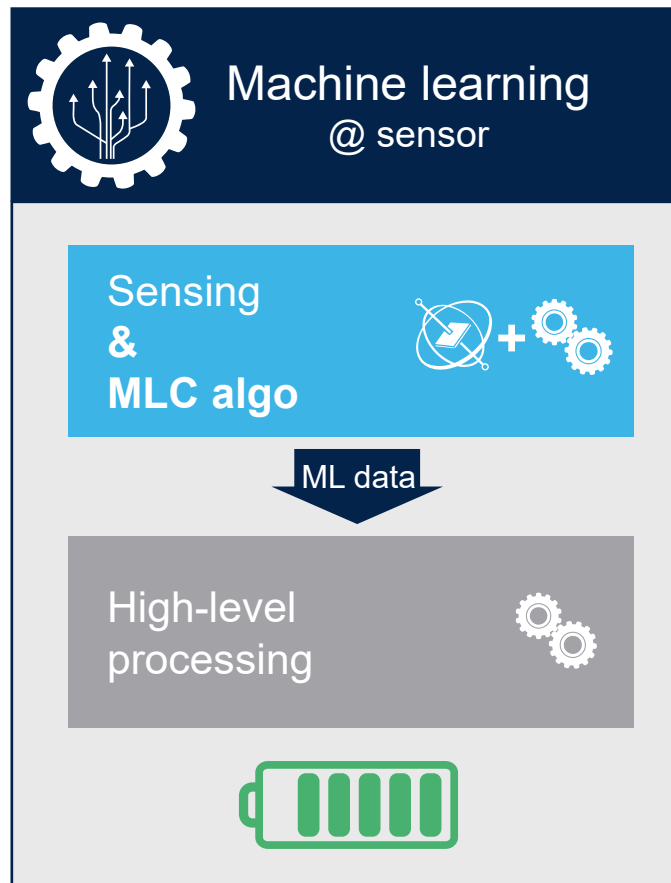 Machine learning
@ sensor
Sensing
&
MLC algo
ML data
High-level
processing